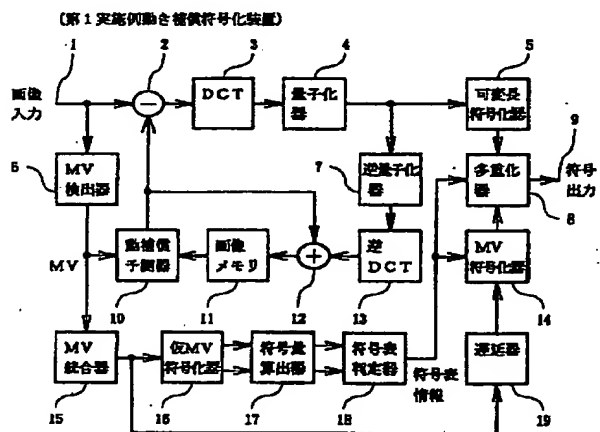 (第1実施例動き補償符号化装置)
1
2
3
4
5
画像
入力
DCT
量子化
器
可変長
符号化器
9
6
MV
検出器
7
逆量子化
器
多重化
器
符号
出力
8
MV
動補償
予測器
画像
メモリ
逆
DCT
MV
符号化器
10
11
12
13
14
MV
統合器
仮MV
符号化器
符号量
算出器
符号表
判定器
符号表
情報
遅延器
15
16
17
18
19